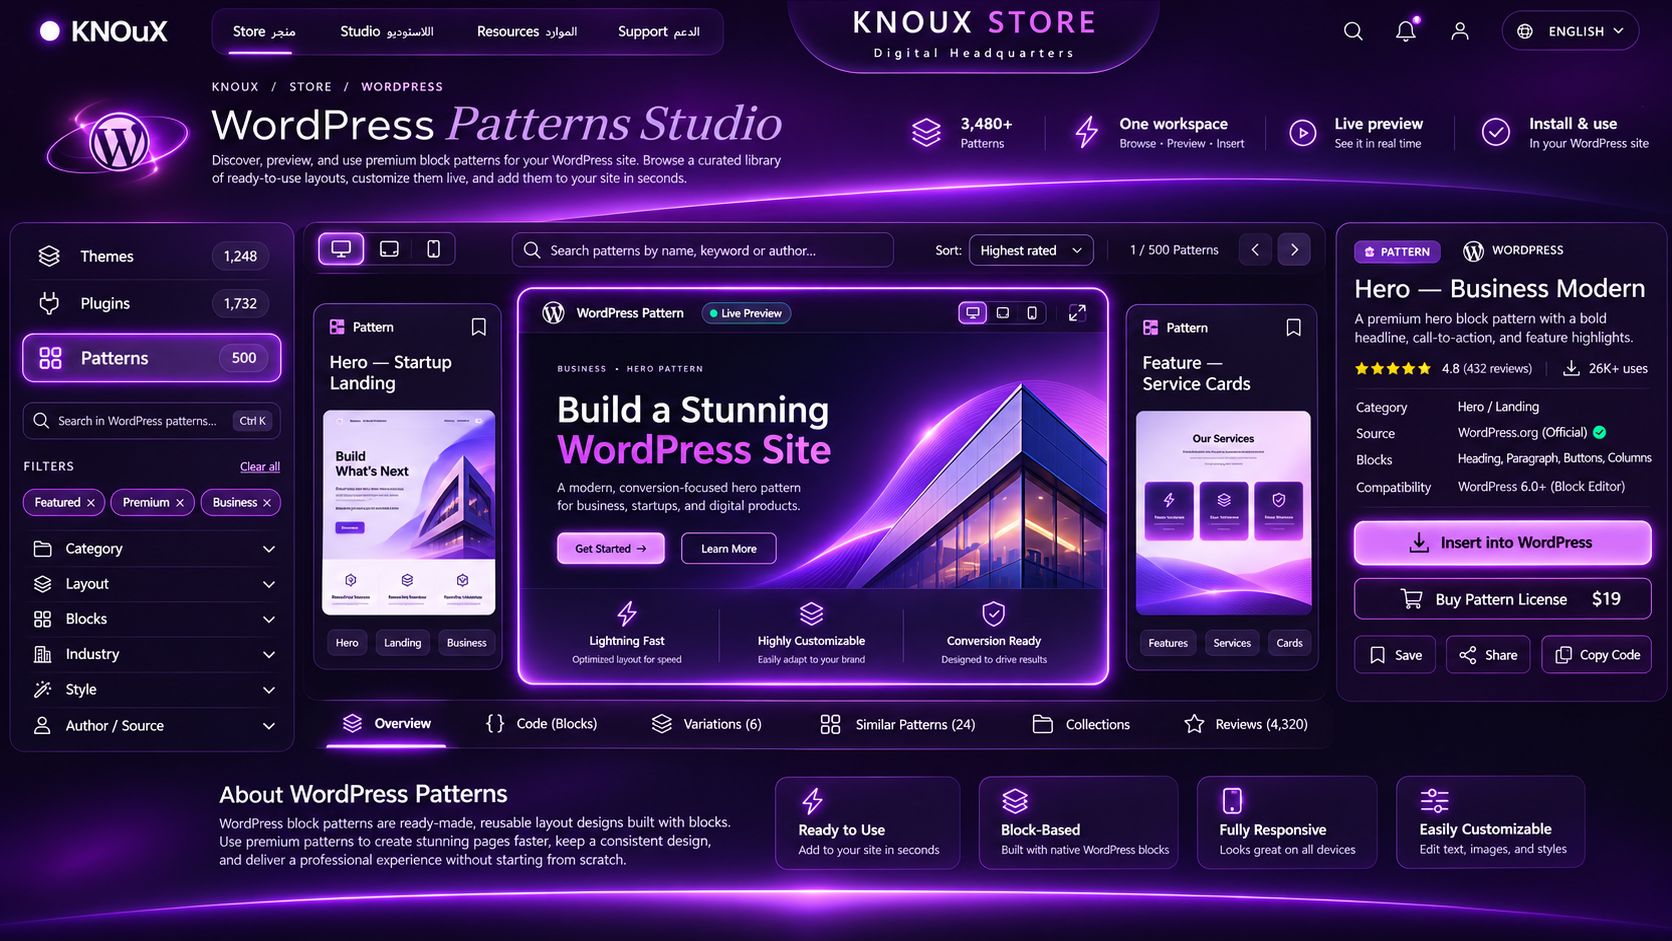 KNOuX
Store متجر
Studio الاستوديو
Resources الموارد
Support الدعم
KNOUX STORE
Digital Headquarters
ENGLISH
KNOUX / STORE / WORDPRESS
WordPress Patterns Studio
Discover, preview, and use premium block patterns for your WordPress site. Browse a curated library
of ready-to-use layouts, customize them live, and add them to your site in seconds.
3,480+
Patterns
One workspace
Browse • Preview • Insert
Live preview
See it in real time
Install & use
In your WordPress site
Themes 1,248
Plugins 1,732
Patterns 500
Search in WordPress patterns... Ctrl K
FILTERS Clear all
Featured × Premium × Business ×
Category
Layout
Blocks
Industry
Style
Author / Source
Search patterns by name, keyword or author...
Sort: Highest rated
1 / 500 Patterns
Pattern
Hero — Startup
Landing
Build
What's Next
Hero Landing Business
WordPress Pattern
Live Preview
BUSINESS • HERO PATTERN
Build a Stunning
WordPress Site
A modern, conversion-focused hero pattern
for business, startups, and digital products.
Get Started →
Learn More
Lightning Fast
Optimized layout for speed
Highly Customizable
Easily adapt to your brand
Conversion Ready
Designed to drive results
Pattern
Feature —
Service Cards
Our Services
Features Services Cards
PATTERN
WORDPRESS
Hero — Business Modern
A premium hero block pattern with a bold
headline, call-to-action, and feature highlights.
4.8 (432 reviews)
26K+ uses
Category Hero / Landing
Source WordPress.org (Official)
Blocks Heading, Paragraph, Buttons, Columns
Compatibility WordPress 6.0+ (Block Editor)
Insert into WordPress
Buy Pattern License $19
Save
Share
Copy Code
Overview
{} Code (Blocks)
Variations (6)
Similar Patterns (24)
Collections
Reviews (4,320)
About WordPress Patterns
WordPress block patterns are ready-made, reusable layout designs built with blocks.
Use premium patterns to create stunning pages faster, keep a consistent design,
and deliver a professional experience without starting from scratch.
Ready to Use
Add to your site in seconds
Block-Based
Built with native WordPress blocks
Fully Responsive
Looks great on all devices
Easily Customizable
Edit text, images, and styles